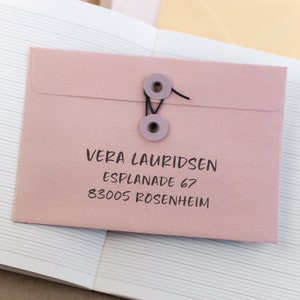 VERA LAURIDSEN
ESPLANADE 67
83005 ROSENHEIM